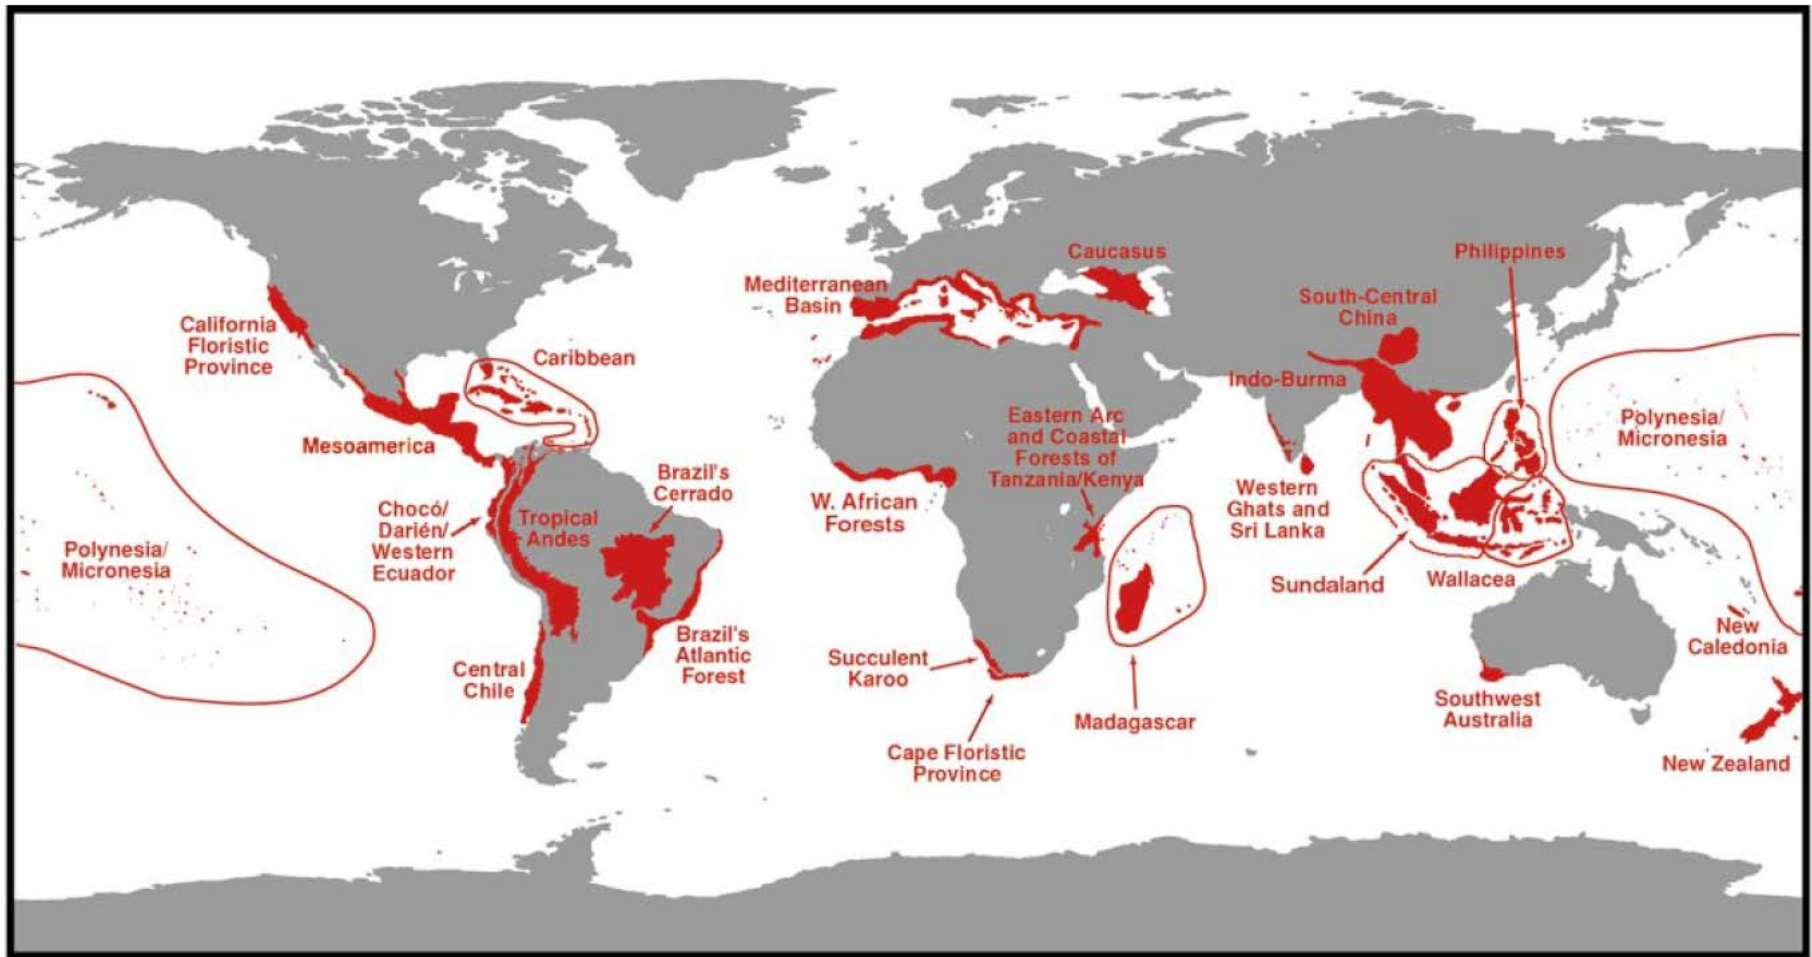 Caucasus
Philippines
Mediterranean
Basin
South-Central
China
California
Floristic
Province
Caribbean
Indo-Burma
Eastern Arc
and Coastal
Forests of
Tanzania/Kenya
Polynesia/
Micronesia
Mesoamerica
Brazil's
Cerrado
W. African
Forests
Western
Ghats and
Sri Lanka
Chocó/
Darién/
Western
Ecuador
Tropical
Andes
Polynesia/
Micronesia
Sundaland
Wallacea
New
Caledonia
Brazil's
Atlantic
Forest
Central
Chile
Succulent
Karoo
Madagascar
Southwest
Australia
Cape Floristic
Province
New Zealand